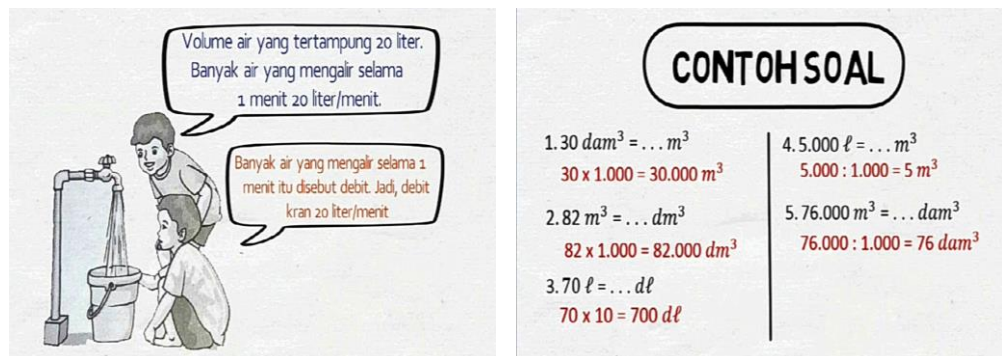 Volume air yang tertampung 20 liter.
Banyak air yang mengalir selama
1 menit 20 liter/menit.
Banyak air yang mengalir selama 1
menit itu disebut debit. Jadi, debit
kran 20 liter/menit
CONTOH SOAL
1.30 dam³ = . . . m³
30 x 1.000 = 30.000 m³
2.82 m³ = . . . dm³
82 x 1.000 = 82.000 dm³
3.70 ℓ = . . . dℓ
70 x 10 = 700 dℓ
4.5.000 ℓ = . . . m³
5.000 : 1.000 = 5 m³
5.76.000 m³ = . . . dam³
76.000 : 1.000 = 76 dam³